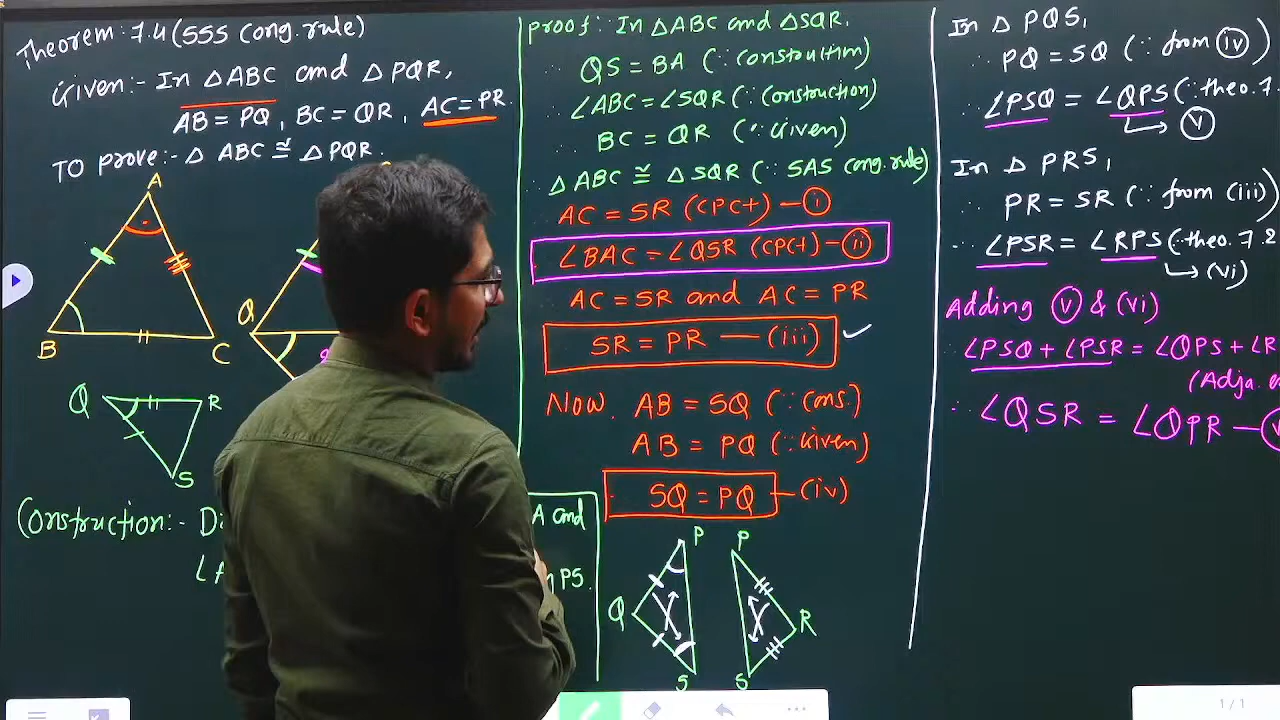 Theorem:7.4 (SSS cong. rule)
Given:- In △ABC and △PQR,
AB = PQ, BC = QR, AC = PR.
TO prove:- △ ABC ≅ △ PQR.
A
B
C
Q
Q
R
S
Construction:-
A and
PS.
Proof: In △ABC and △SQR,
∴ QS = BA (∵ constrution)
∴ ∠ABC = ∠SQR (∵ construction)
BC = QR (∵ Given)
∴ △ ABC ≅ △ SQR (∵ SAS cong. rule)
AC = SR (CPCt) — (i)
∠BAC = ∠QSR (CPCt) — (ii)
AC = SR and AC = PR
SR = PR — (iii)
Now, AB = SQ (∵ cons.)
AB = PQ (∵ Given)
∴ SQ = PQ — (iv)
P
Q
S
P
R
S
In △ PQS,
∴ PQ = SQ (∵ from (iv))
∴ ∠PSQ = ∠QPS (∵ theo. 7.
→ (v)
In △ PRS,
∴ PR = SR (∵ from (iii))
∴ ∠PSR = ∠RPS (∵ theo. 7.2
→ (vi)
Adding (v) & (vi)
∠PSQ + ∠PSR = ∠QPS + ∠R
(Adja.
∴ ∠QSR = ∠QPR —
1/1